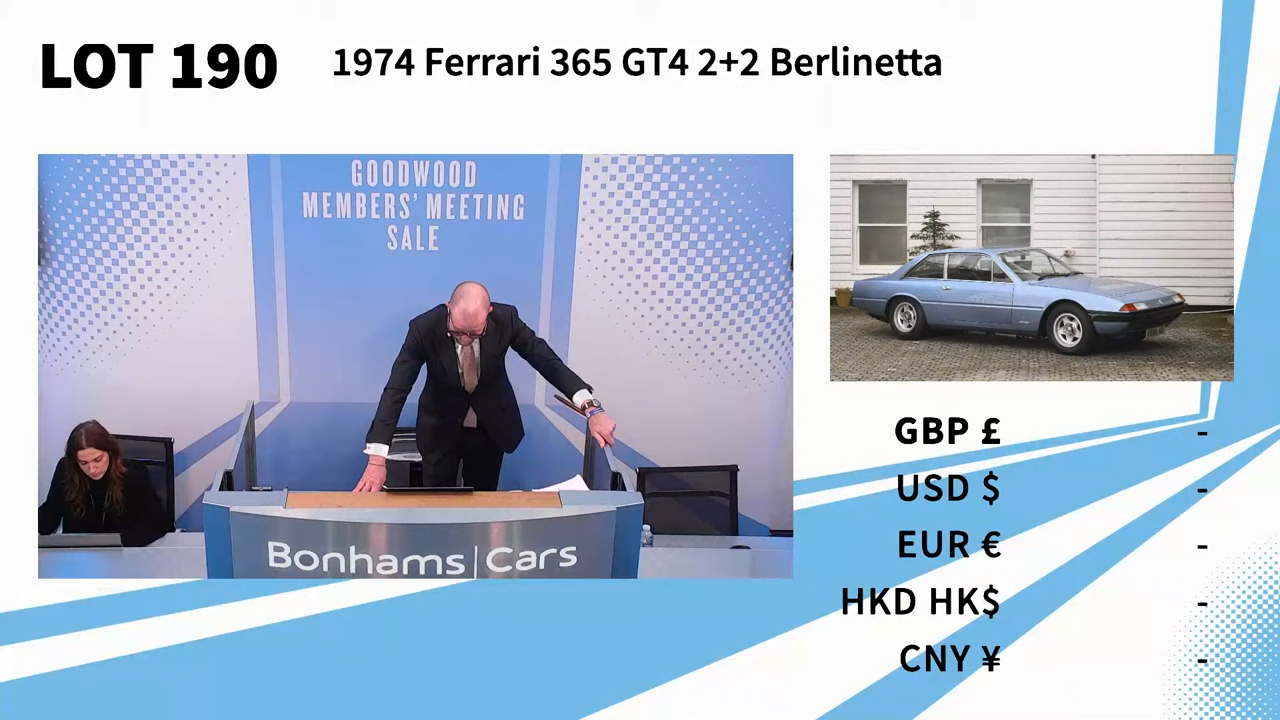 LOT 190
1974 Ferrari 365 GT4 2+2 Berlinetta
GOODWOOD
MEMBERS' MEETING
SALE
Bonhams|Cars
GBP £ -
USD $ -
EUR € -
HKD HK$ -
CNY ¥ -